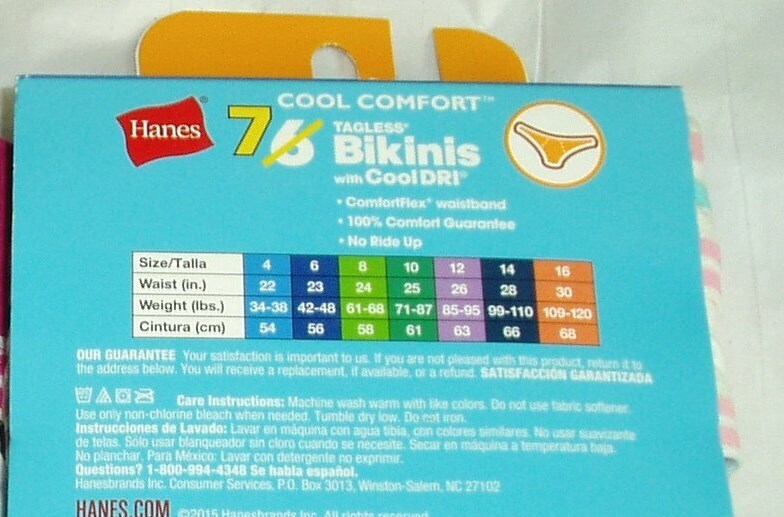 COOL COMFORT™
Hanes®
7 6
TAGLESS®
Bikinis
with CoolDRI®
• ComfortFlex® waistband
• 100% Comfort Guarantee
• No Ride Up
Size/Talla 4 6 8 10 12 14 16
Waist (in.) 22 23 24 25 26 28 30
Weight (lbs.) 34-38 42-48 61-68 71-87 85-95 99-110 109-120
Cintura (cm) 54 56 58 61 63 66 68
OUR GUARANTEE Your satisfaction is important to us. If you are not pleased with this product, return it to
the address below. You will receive a replacement, if available, or a refund. SATISFACCIÓN GARANTIZADA
Care Instructions: Machine wash warm with like colors. Do not use fabric softener.
Use only non-chlorine bleach when needed. Tumble dry low. Do not iron.
Instrucciones de Lavado: Lavar en máquina con agua tibia, con colores similares. No usar suavizante
de telas. Sólo usar blanqueador sin cloro cuando se necesite. Secar en máquina a temperatura baja.
No planchar. Para México: Lavar con detergente no exprimir.
Questions? 1-800-994-4348 Se habla español.
Hanesbrands Inc. Consumer Services, P.O. Box 3013, Winston-Salem, NC 27102
HANES.COM ©2015 Hanesbrands Inc. All rights reserved.